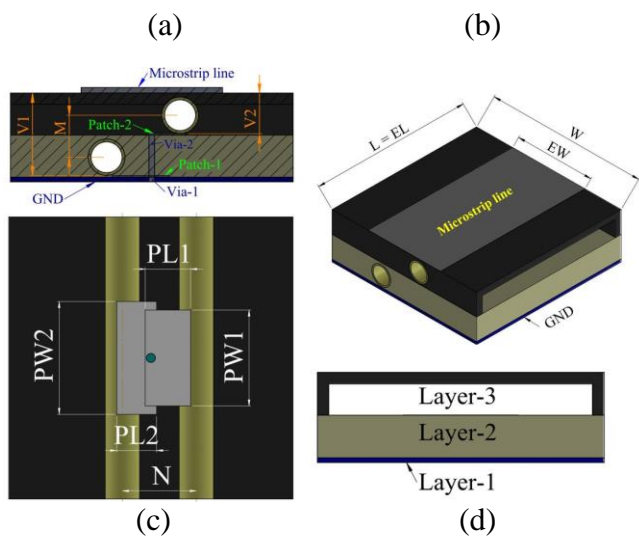 (a)
(b)
Microstrip line
V1
M
Patch-2
V2
Via-2
Patch-1
GND
Via-1
L = EL
W
EW
Microstrip line
GND
PL1
PW2
PW1
PL2
N
Layer-3
Layer-2
Layer-1
(c)
(d)